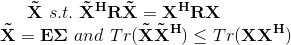 X̃ s.t. X̃ᴴRX̃ = XᴴRX
X̃ = EΣ and Tr(X̃X̃ᴴ) ≤ Tr(XXᴴ)